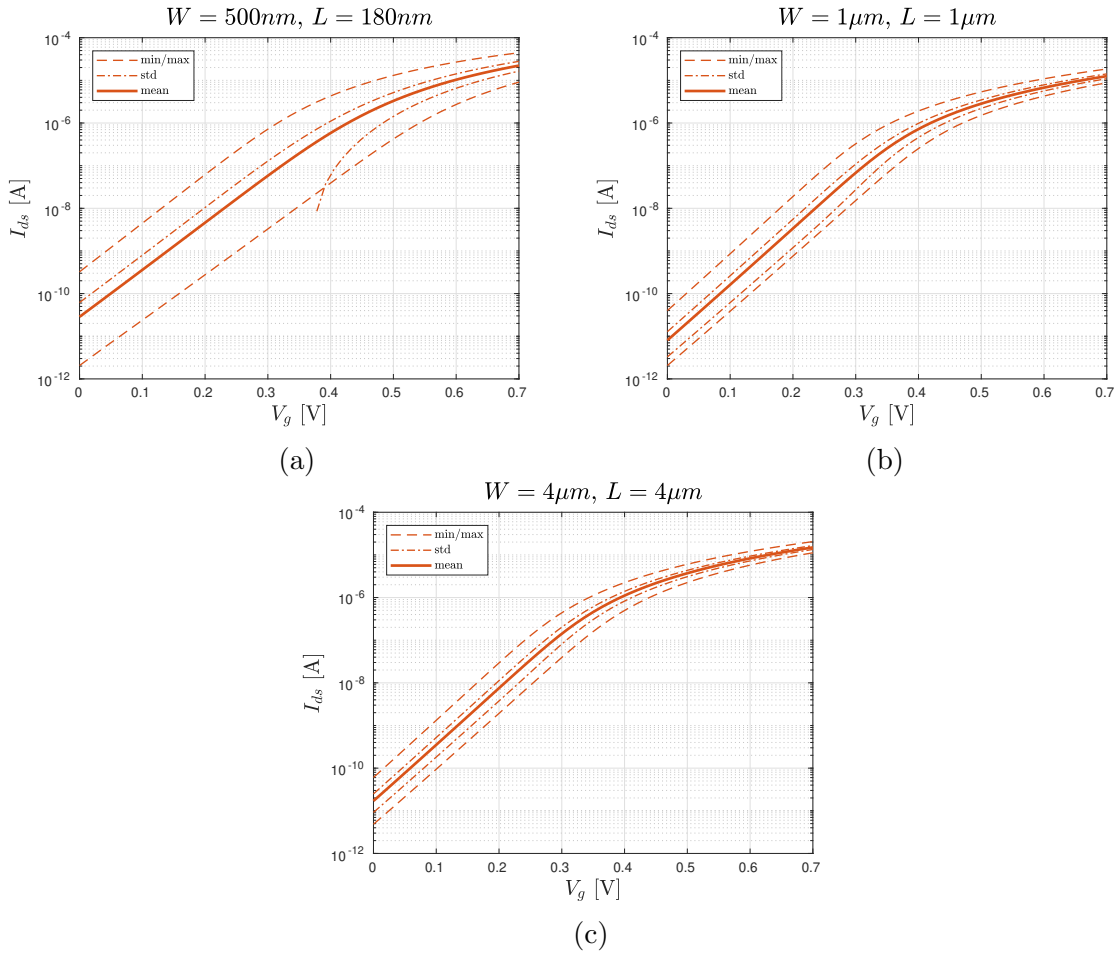 W = 500nm, L = 180nm
10^-4
10^-6
10^-8
10^-10
10^-12
I_ds [A]
min/max
std
mean
0 0.1 0.2 0.3 0.4 0.5 0.6 0.7
V_g [V]
(a)
W = 1μm, L = 1μm
10^-4
10^-6
10^-8
10^-10
10^-12
I_ds [A]
min/max
std
mean
0 0.1 0.2 0.3 0.4 0.5 0.6 0.7
V_g [V]
(b)
W = 4μm, L = 4μm
10^-4
10^-6
10^-8
10^-10
10^-12
I_ds [A]
min/max
std
mean
0 0.1 0.2 0.3 0.4 0.5 0.6 0.7
V_g [V]
(c)